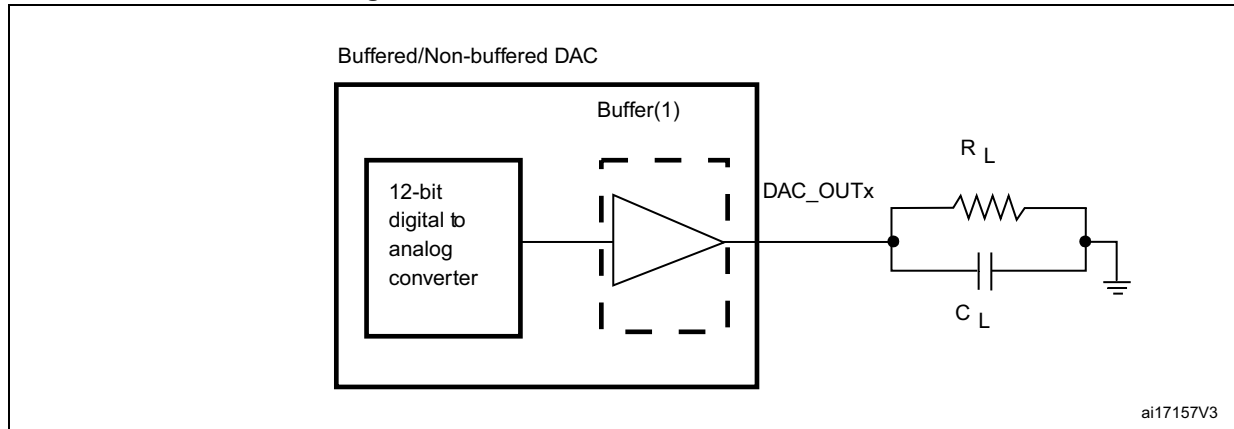 Buffered/Non-buffered DAC
Buffer(1)
12-bit
digital to
analog
converter
DAC_OUTx
R L
C L
ai17157V3